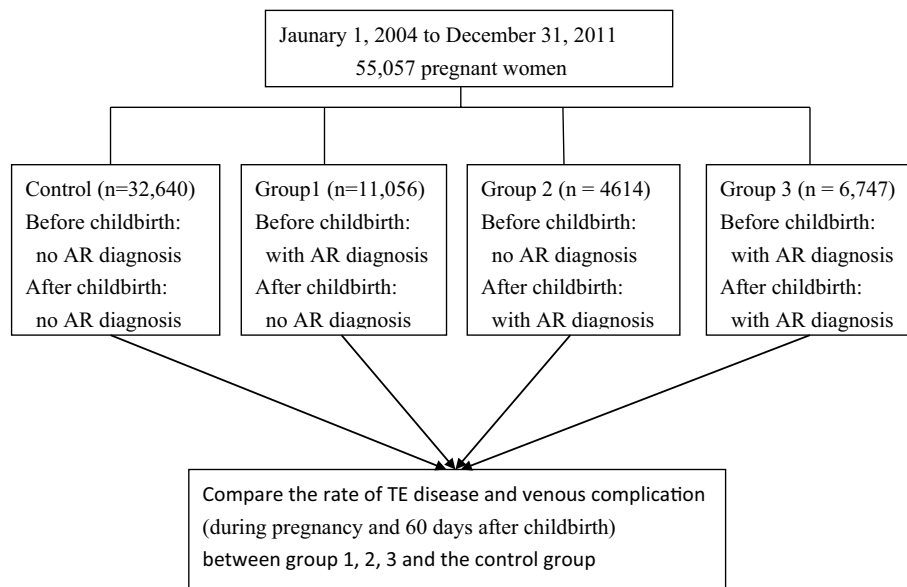 Jaunary 1, 2004 to December 31, 2011
55,057 pregnant women
Control (n=32,640)
Before childbirth:
no AR diagnosis
After childbirth:
no AR diagnosis
Group1 (n=11,056)
Before childbirth:
with AR diagnosis
After childbirth:
no AR diagnosis
Group 2 (n = 4614)
Before childbirth:
no AR diagnosis
After childbirth:
with AR diagnosis
Group 3 (n = 6,747)
Before childbirth:
with AR diagnosis
After childbirth:
with AR diagnosis
Compare the rate of TE disease and venous complication
(during pregnancy and 60 days after childbirth)
between group 1, 2, 3 and the control group